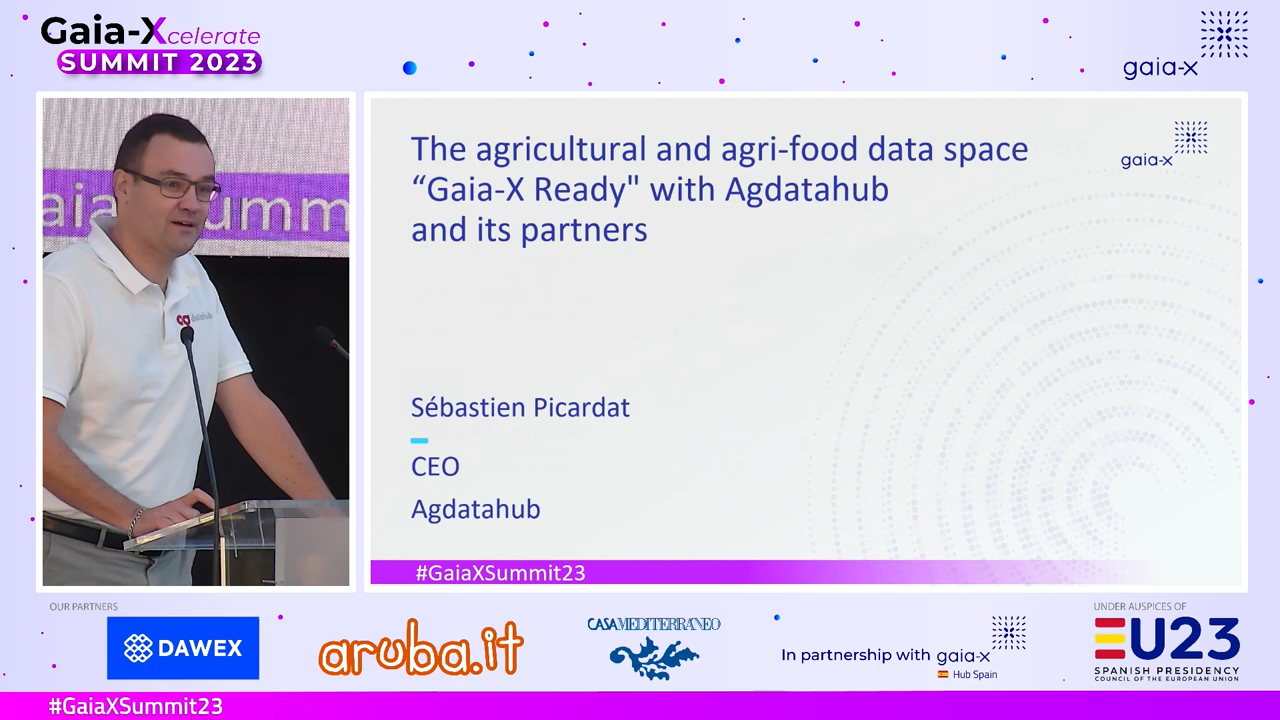 Gaia-Xcelerate
SUMMIT 2023
gaia-x
The agricultural and agri-food data space
“Gaia-X Ready" with Agdatahub
and its partners
gaia-x
Sébastien Picardat
CEO
Agdatahub
#GaiaXSummit23
aia
umm
OUR PARTNERS
DAWEX
aruba.it
CASAMEDITERRANEO
In partnership with gaia-x
Hub Spain
UNDER AUSPICES OF
EU23
SPANISH PRESIDENCY
COUNCIL OF THE EUROPEAN UNION
#GaiaXSummit23